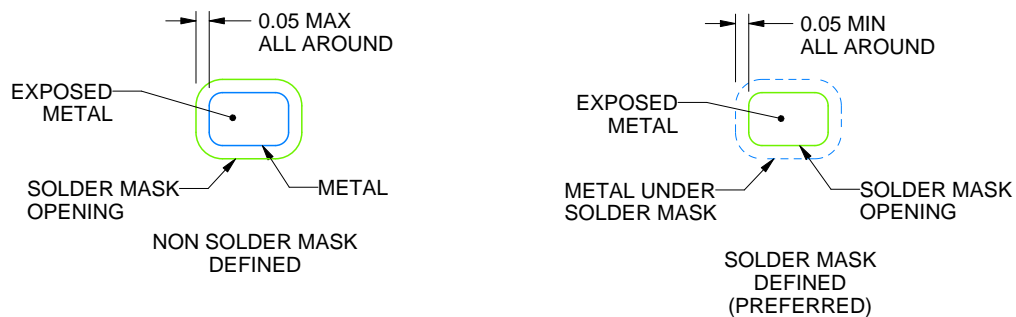 0.05 MAX
ALL AROUND
EXPOSED
METAL
SOLDER MASK
OPENING
METAL
NON SOLDER MASK
DEFINED
0.05 MIN
ALL AROUND
EXPOSED
METAL
METAL UNDER
SOLDER MASK
SOLDER MASK
OPENING
SOLDER MASK
DEFINED
(PREFERRED)